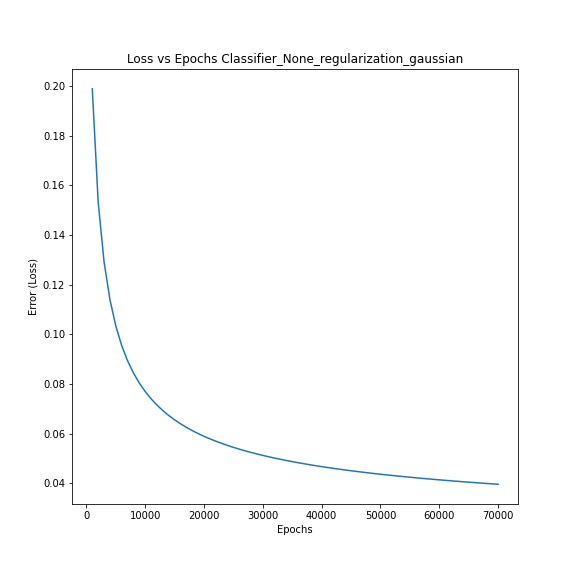 Loss vs Epochs Classifier_None_regularization_gaussian
0.20
0.18
0.16
0.14
0.12
0.10
0.08
0.06
0.04
Error (Loss)
0 10000 20000 30000 40000 50000 60000 70000
Epochs